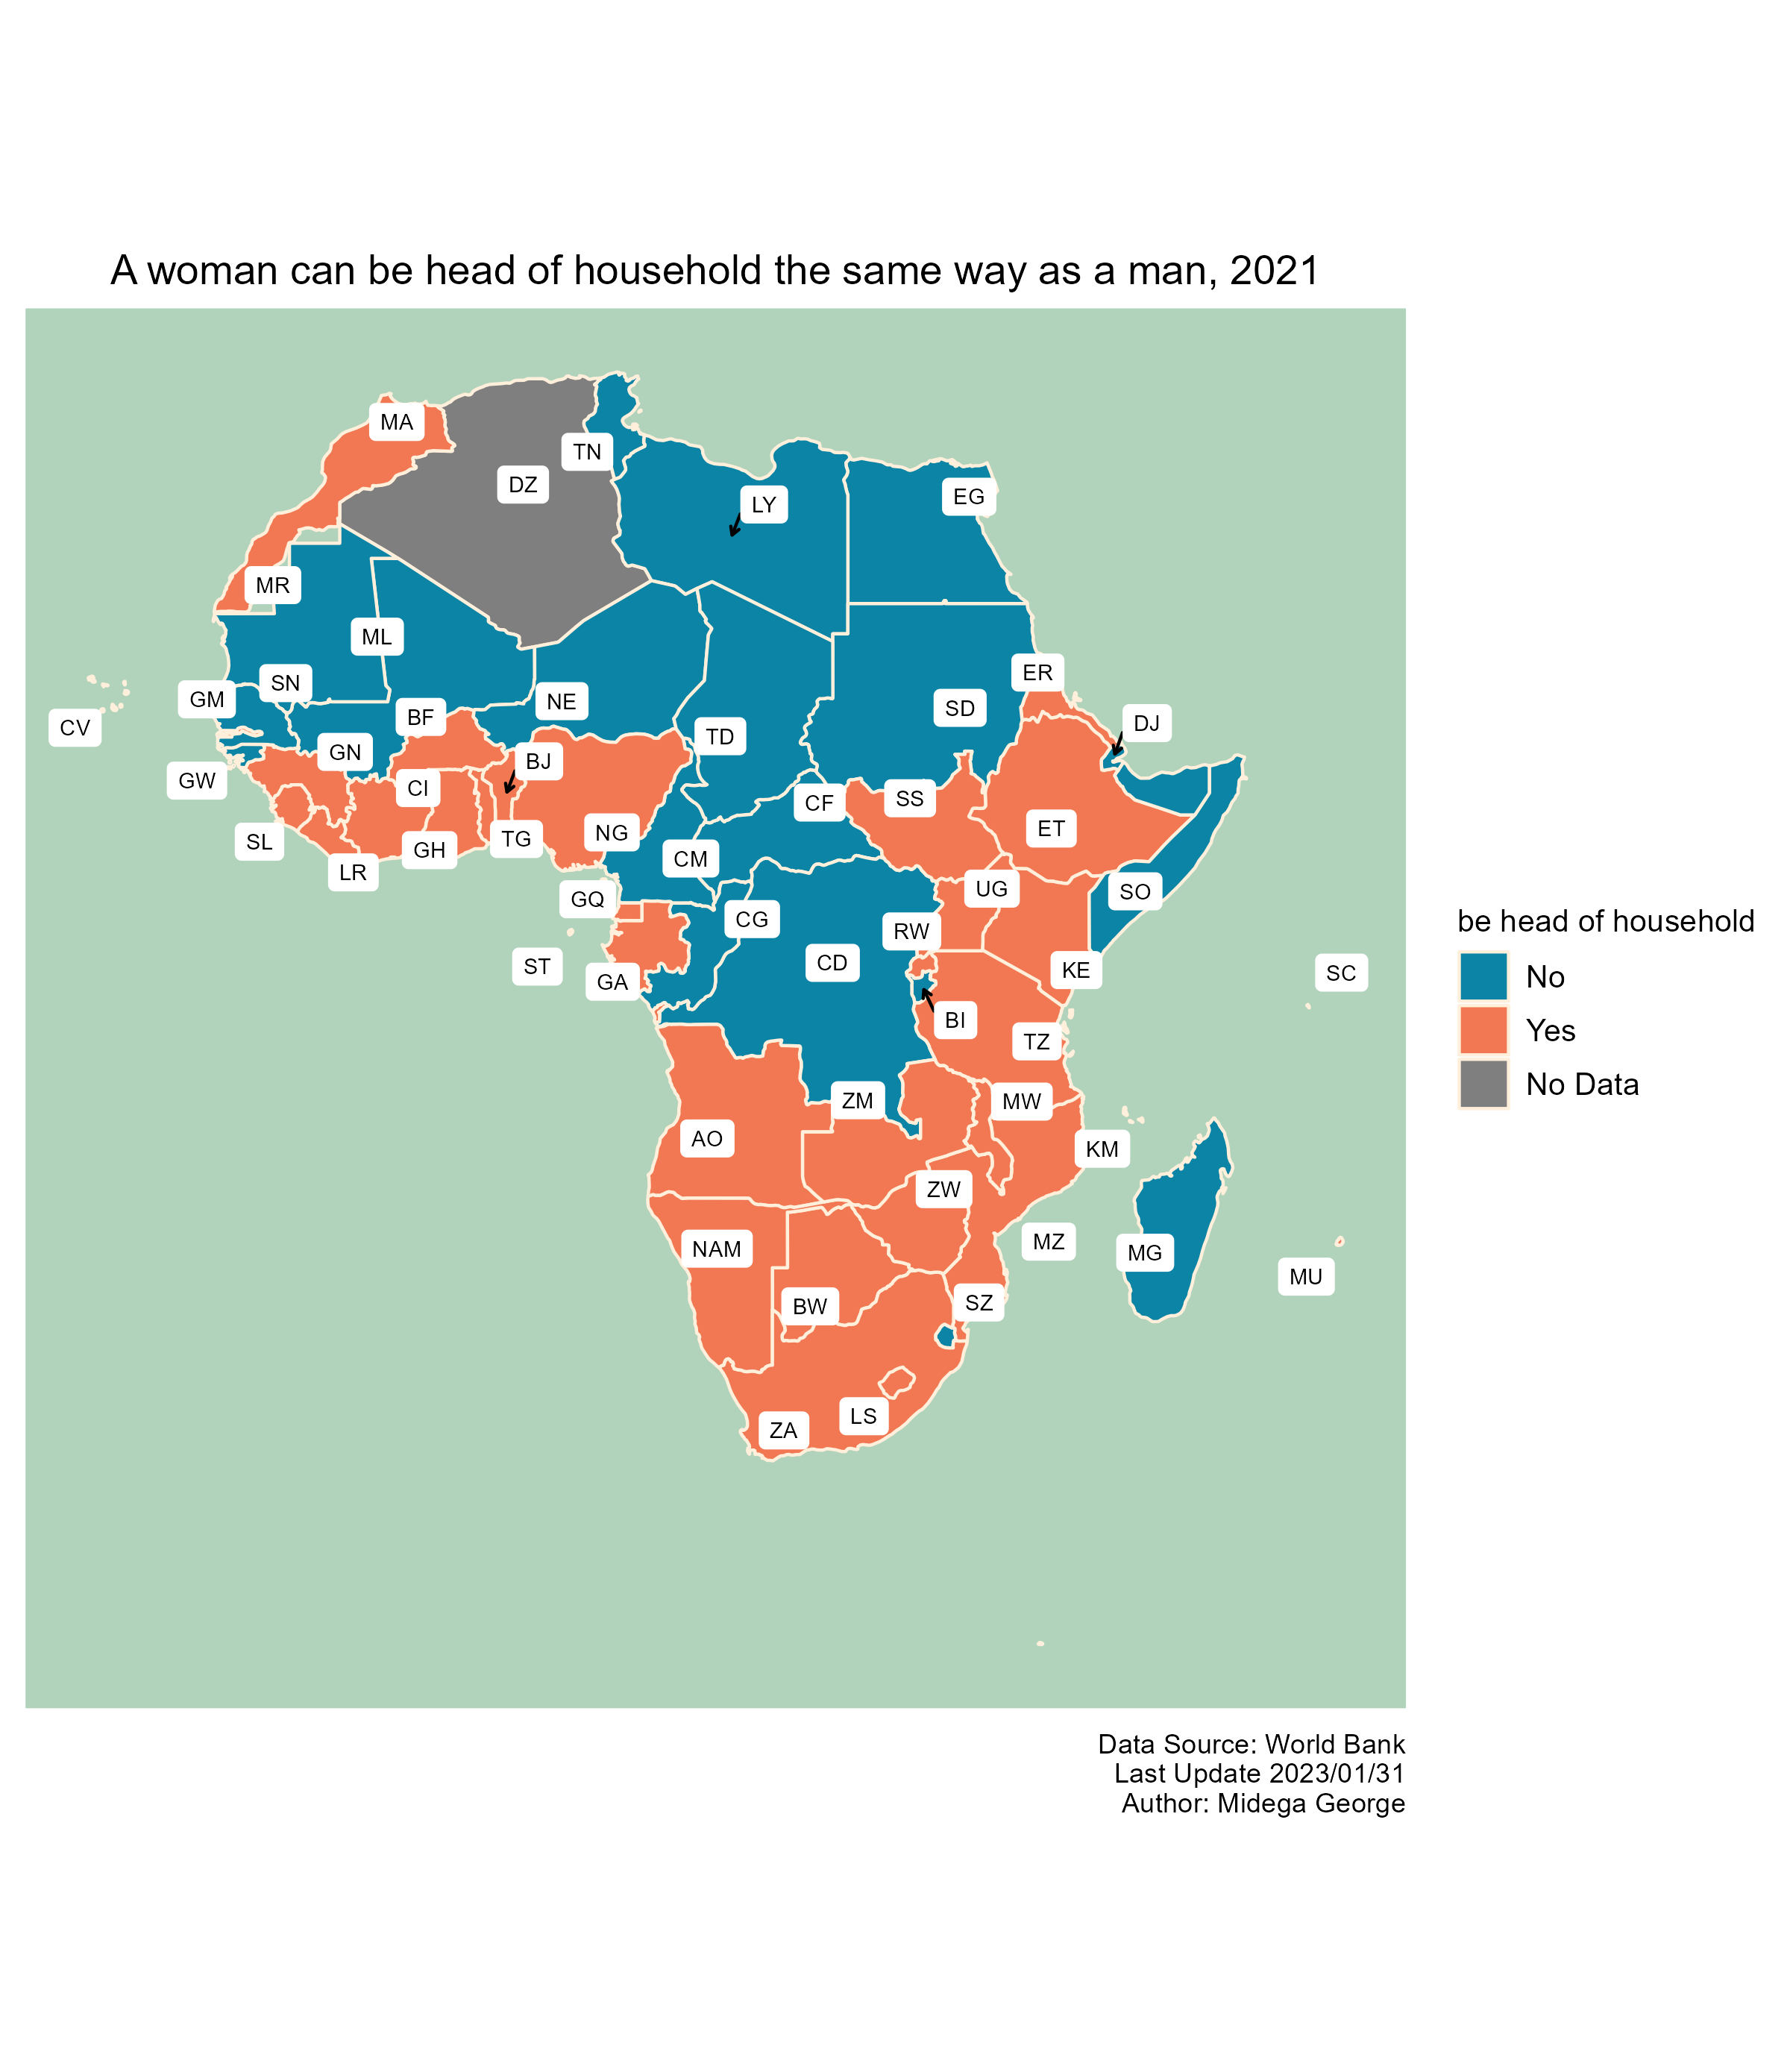 A woman can be head of household the same way as a man, 2021
MA
TN
DZ
LY
EG
MR
ML
SN
GM
ER
CV
BF
NE
SD
DJ
TD
GN
BJ
GW
CI
CF
SS
SL
GH
TG
NG
ET
LR
CM
UG
SO
GQ
CG
RW
be head of household
No
Yes
No Data
ST
CD
KE
SC
GA
BI
TZ
ZM
MW
AO
KM
ZW
NAM
MZ
MG
MU
BW
SZ
LS
ZA
Data Source: World Bank
Last Update 2023/01/31
Author: Midega George